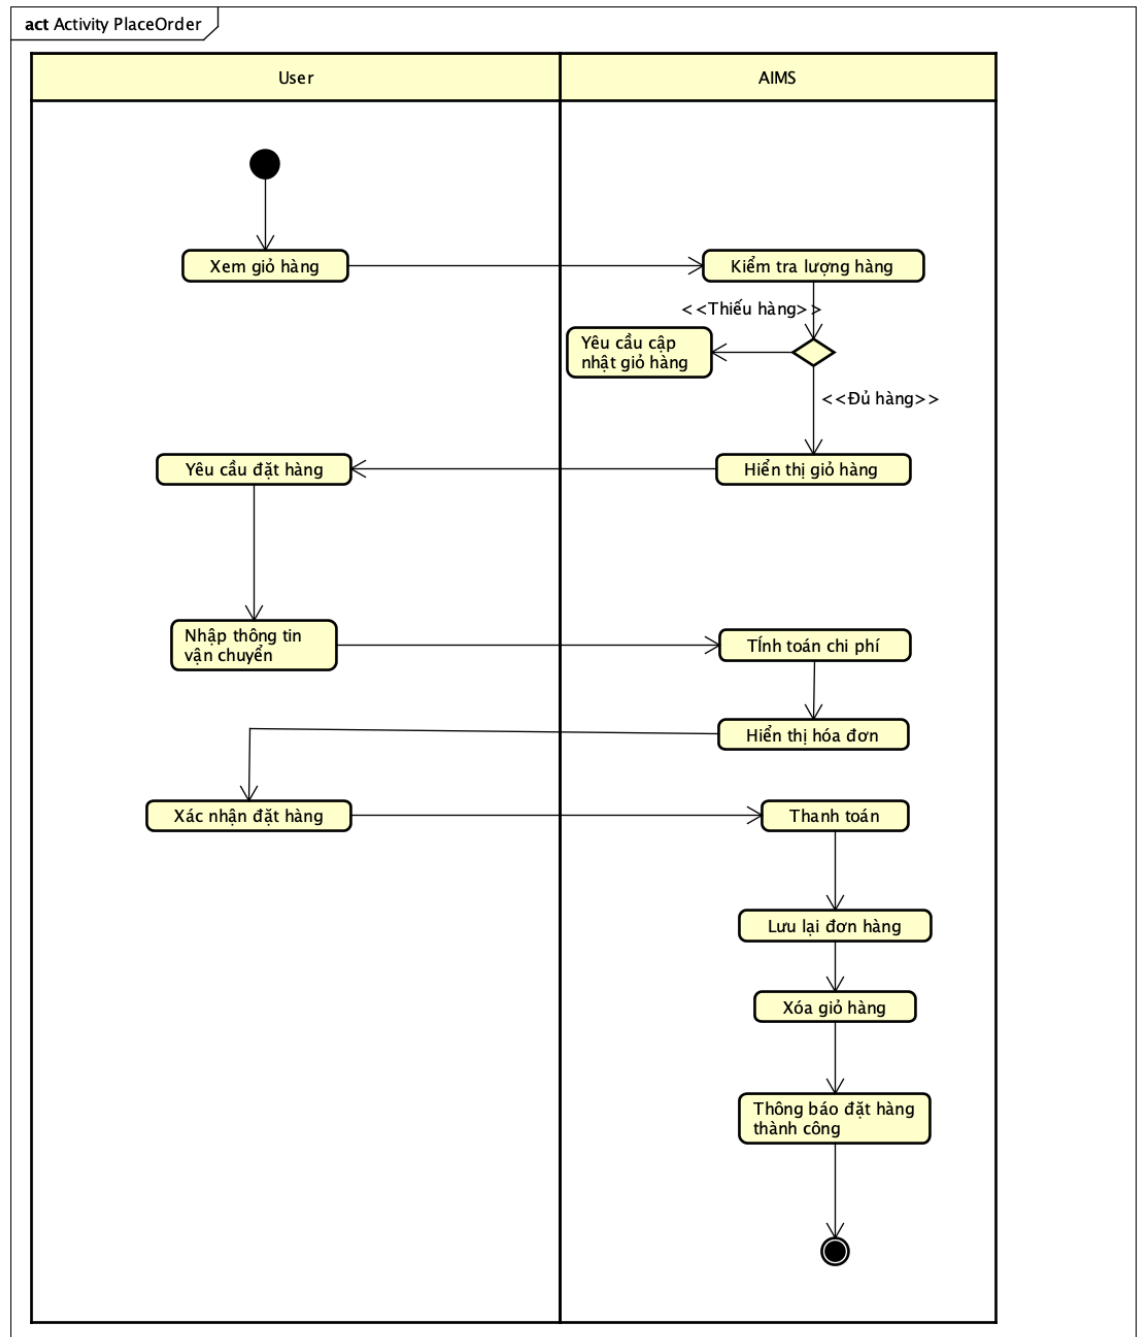 act Activity PlaceOrder
User
AIMS
Xem giỏ hàng
Kiểm tra lượng hàng
<<Thiếu hàng>>
Yêu cầu cập
nhật giỏ hàng
<<Đủ hàng>>
Yêu cầu đặt hàng
Hiển thị giỏ hàng
Nhập thông tin
vận chuyển
TÍnh toán chi phí
Hiển thị hóa đơn
Xác nhận đặt hàng
Thanh toán
Lưu lại đơn hàng
Xóa giỏ hàng
Thông báo đặt hàng
thành công